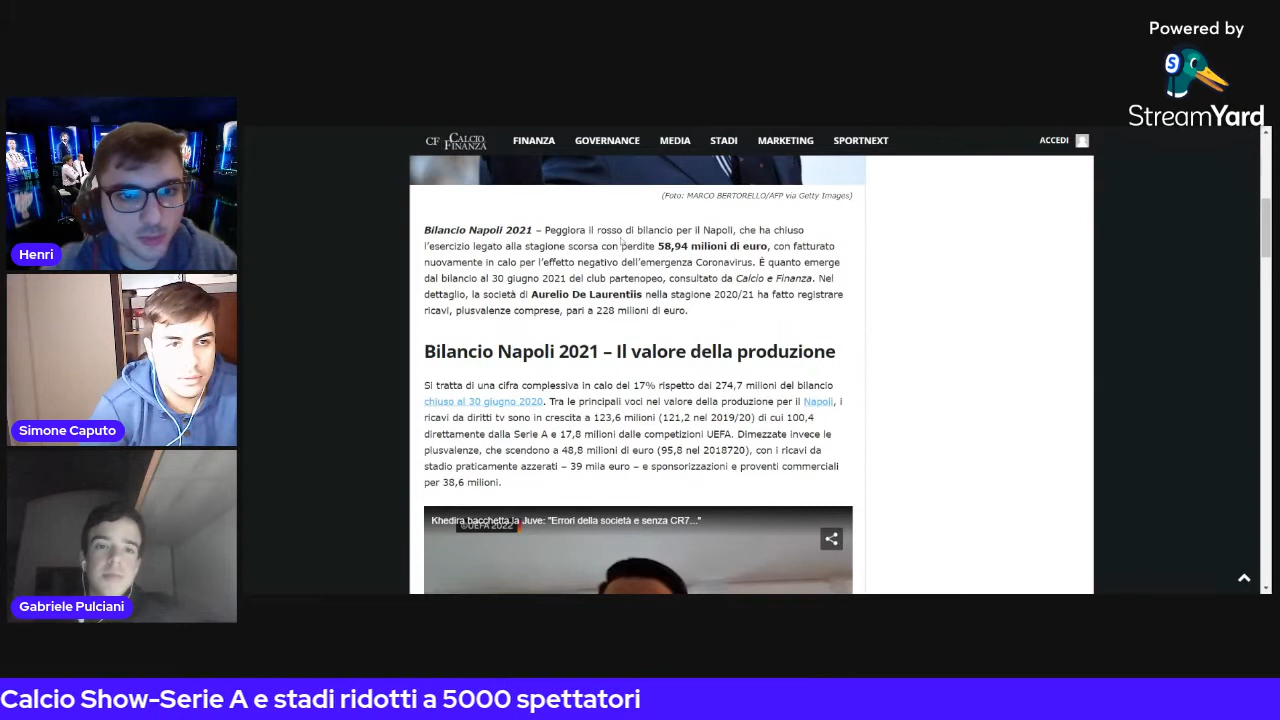 Powered by
StreamYard
CF CALCIO FINANZA FINANZA GOVERNANCE MEDIA STADI MARKETING SPORTNEXT ACCEDI
(Foto: MARCO BERTORELLO/AFP via Getty Images)
Bilancio Napoli 2021 – Peggiora il rosso di bilancio per il Napoli, che ha chiuso
l'esercizio legato alla stagione scorsa con perdite 58,94 milioni di euro, con fatturato
nuovamente in calo per l'effetto negativo dell'emergenza Coronavirus. È quanto emerge
dal bilancio al 30 giugno 2021 del club partenopeo, consultato da Calcio e Finanza. Nel
dettaglio, la società di Aurelio De Laurentiis nella stagione 2020/21 ha fatto registrare
ricavi, plusvalenze comprese, pari a 228 milioni di euro.
Bilancio Napoli 2021 – Il valore della produzione
Si tratta di una cifra complessiva in calo del 17% rispetto dai 274,7 milioni del bilancio
chiuso al 30 giugno 2020. Tra le principali voci nel valore della produzione per il Napoli, i
ricavi da diritti tv sono in crescita a 123,6 milioni (121,2 nel 2019/20) di cui 100,4
direttamente dalla Serie A e 17,8 milioni dalle competizioni UEFA. Dimezzate invece le
plusvalenze, che scendono a 48,8 milioni di euro (95,8 nel 2018720), con i ricavi da
stadio praticamente azzerati – 39 mila euro – e sponsorizzazioni e proventi commerciali
per 38,6 milioni.
Khedira bacchetta la Juve: "Errori della società e senza CR7..."
©UEFA 2022
Henri
Simone Caputo
Gabriele Pulciani
Calcio Show-Serie A e stadi ridotti a 5000 spettatori